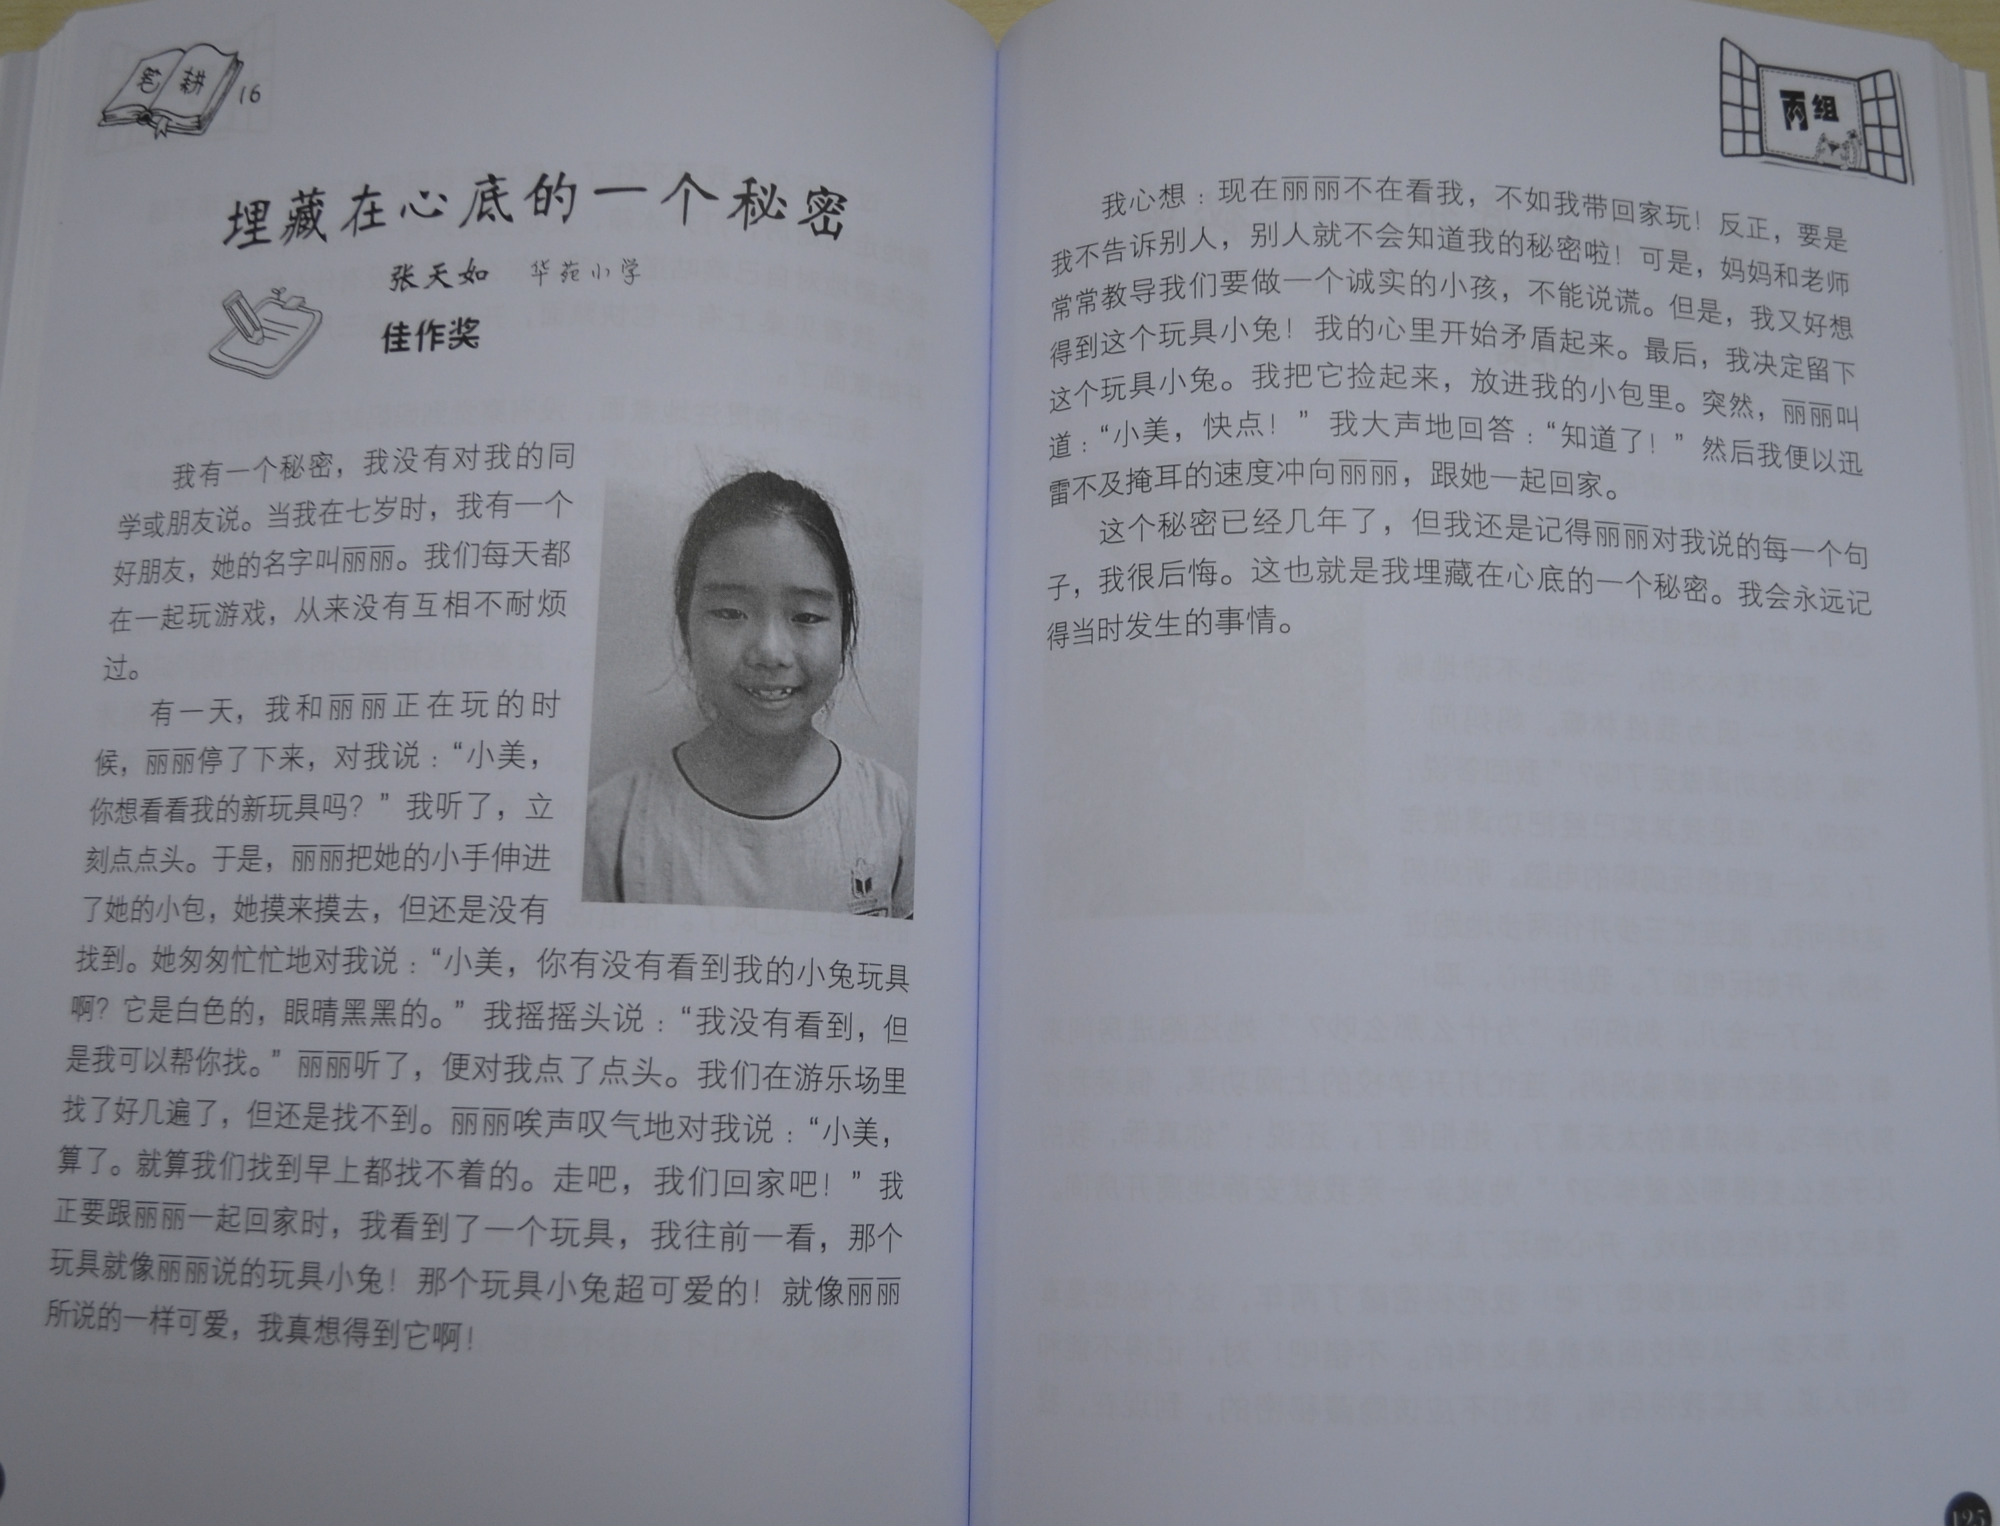 笔耕 16
埋藏在心底的一个秘密
张天如 华苑小学
佳作奖
我有一个秘密，我没有对我的同
学或朋友说。当我在七岁时，我有一个
好朋友，她的名字叫丽丽。我们每天都
在一起玩游戏，从来没有互相不耐烦
过。
有一天，我和丽丽正在玩的时
候，丽丽停了下来，对我说：“小美，
你想看看我的新玩具吗？”我听了，立
刻点点头。于是，丽丽把她的小手伸进
了她的小包，她摸来摸去，但还是没有
找到。她匆匆忙忙地对我说：“小美，你有没有看到我的小兔玩具
啊？它是白色的，眼睛黑黑的。”我摇摇头说：“我没有看到，但
是我可以帮你找。”丽丽听了，便对我点了点头。我们在游乐场里
找了好几遍了，但还是找不到。丽丽唉声叹气地对我说：“小美，
算了。就算我们找到早上都找不着的。走吧，我们回家吧！”我
正要跟丽丽一起回家时，我看到了一个玩具，我往前一看，那个
玩具就像丽丽说的玩具小兔！那个玩具小兔超可爱的！就像丽丽
所说的一样可爱，我真想得到它啊！
丙组
我心想：现在丽丽不在看我，不如我带回家玩！反正，要是
我不告诉别人，别人就不会知道我的秘密啦！可是，妈妈和老师
常常教导我们要做一个诚实的小孩，不能说谎。但是，我又好想
得到这个玩具小兔！我的心里开始矛盾起来。最后，我决定留下
这个玩具小兔。我把它捡起来，放进我的小包里。突然，丽丽叫
道：“小美，快点！”我大声地回答：“知道了！”然后我便以迅
雷不及掩耳的速度冲向丽丽，跟她一起回家。
这个秘密已经几年了，但我还是记得丽丽对我说的每一个句
子，我很后悔。这也就是我埋藏在心底的一个秘密。我会永远记
得当时发生的事情。
125